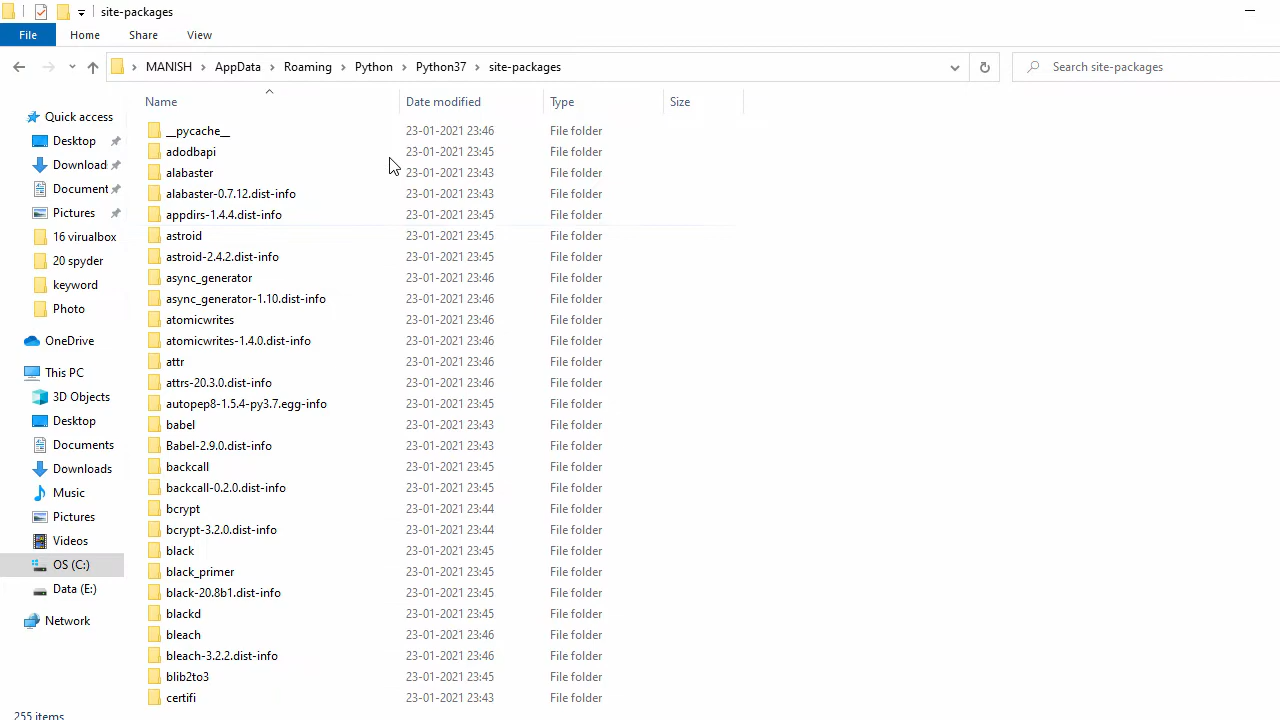 site-packages
File Home Share View
MANISH AppData Roaming Python Python37 site-packages Search site-packages
Name Date modified Type Size
Quick access
Desktop
Download
Document
Pictures
16 virualbox
20 spyder
keyword
Photo
OneDrive
This PC
3D Objects
Desktop
Documents
Downloads
Music
Pictures
Videos
OS (C:)
Data (E:)
Network
__pycache__ 23-01-2021 23:46 File folder
adodbapi 23-01-2021 23:45 File folder
alabaster 23-01-2021 23:43 File folder
alabaster-0.7.12.dist-info 23-01-2021 23:43 File folder
appdirs-1.4.4.dist-info 23-01-2021 23:45 File folder
astroid 23-01-2021 23:45 File folder
astroid-2.4.2.dist-info 23-01-2021 23:45 File folder
async_generator 23-01-2021 23:46 File folder
async_generator-1.10.dist-info 23-01-2021 23:46 File folder
atomicwrites 23-01-2021 23:46 File folder
atomicwrites-1.4.0.dist-info 23-01-2021 23:46 File folder
attr 23-01-2021 23:46 File folder
attrs-20.3.0.dist-info 23-01-2021 23:46 File folder
autopep8-1.5.4-py3.7.egg-info 23-01-2021 23:45 File folder
babel 23-01-2021 23:43 File folder
Babel-2.9.0.dist-info 23-01-2021 23:43 File folder
backcall 23-01-2021 23:45 File folder
backcall-0.2.0.dist-info 23-01-2021 23:45 File folder
bcrypt 23-01-2021 23:44 File folder
bcrypt-3.2.0.dist-info 23-01-2021 23:44 File folder
black 23-01-2021 23:45 File folder
black_primer 23-01-2021 23:45 File folder
black-20.8b1.dist-info 23-01-2021 23:45 File folder
blackd 23-01-2021 23:45 File folder
bleach 23-01-2021 23:46 File folder
bleach-3.2.2.dist-info 23-01-2021 23:46 File folder
blib2to3 23-01-2021 23:45 File folder
certifi 23-01-2021 23:43 File folder
255 items